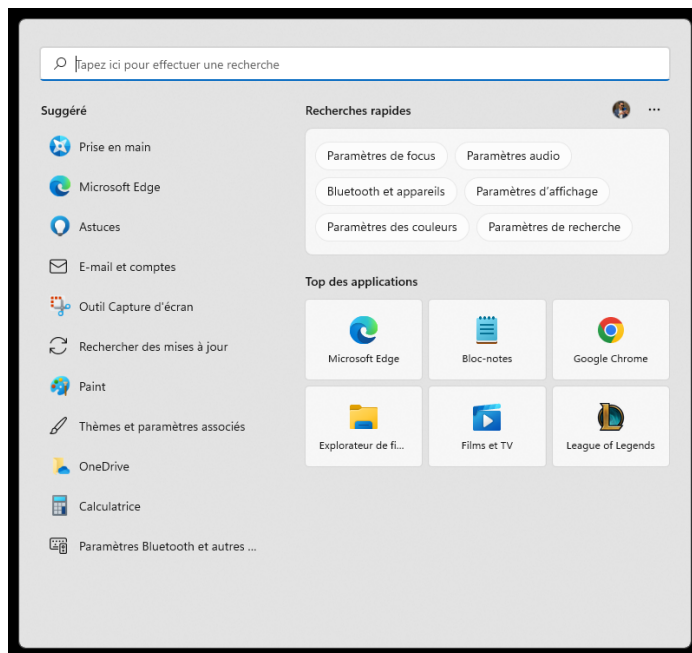 Tapez ici pour effectuer une recherche
Suggéré
Prise en main
Microsoft Edge
Astuces
E-mail et comptes
Outil Capture d'écran
Rechercher des mises à jour
Paint
Thèmes et paramètres associés
OneDrive
Calculatrice
Paramètres Bluetooth et autres ...
Recherches rapides
Paramètres de focus
Paramètres audio
Bluetooth et appareils
Paramètres d'affichage
Paramètres des couleurs
Paramètres de recherche
Top des applications
Microsoft Edge
Bloc-notes
Google Chrome
Explorateur de fi...
Films et TV
League of Legends